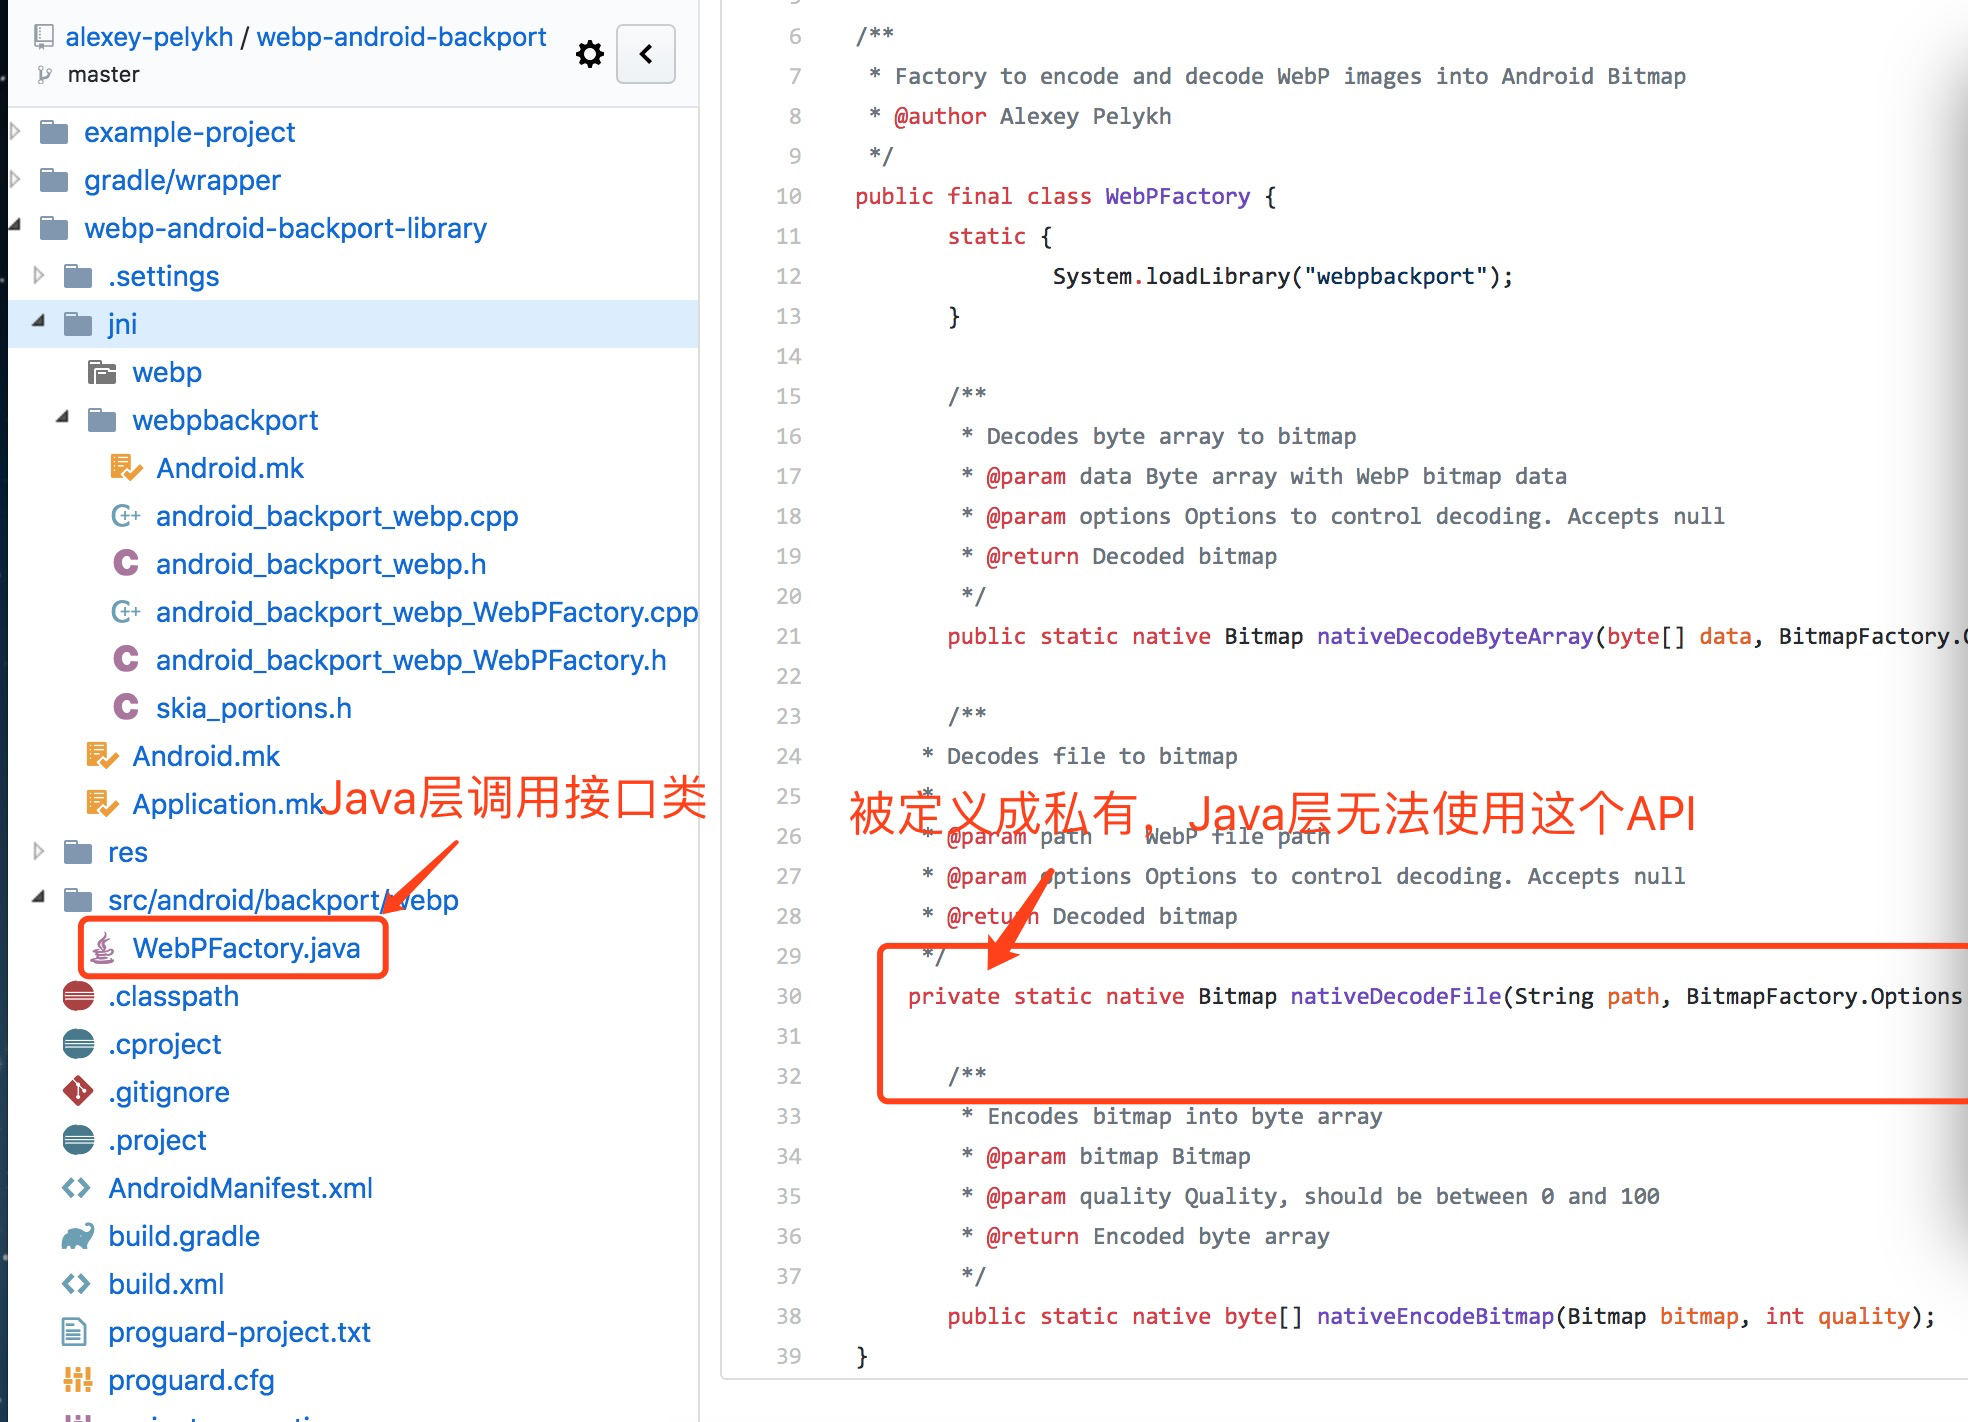 alexey-pelykh / webp-android-backport
master
example-project
gradle/wrapper
webp-android-backport-library
.settings
jni
webp
webpbackport
Android.mk
android_backport_webp.cpp
android_backport_webp.h
android_backport_webp_WebPFactory.cpp
android_backport_webp_WebPFactory.h
skia_portions.h
Android.mk
Application.mk
Java层调用接口类
res
src/android/backport/webp
WebPFactory.java
.classpath
.cproject
.gitignore
.project
AndroidManifest.xml
build.gradle
build.xml
proguard-project.txt
proguard.cfg
6 /**
7 * Factory to encode and decode WebP images into Android Bitmap
8 * @author Alexey Pelykh
9 */
10 public final class WebPFactory {
11 static {
12 System.loadLibrary("webpbackport");
13 }
14
15 /**
16 * Decodes byte array to bitmap
17 * @param data Byte array with WebP bitmap data
18 * @param options Options to control decoding. Accepts null
19 * @return Decoded bitmap
20 */
21 public static native Bitmap nativeDecodeByteArray(byte[] data, BitmapFactory.
22
23 /**
24 * Decodes file to bitmap
25 *
被定义成私有，Java层无法使用这个API
26 * @param path WebP file path
27 * @param options Options to control decoding. Accepts null
28 * @return Decoded bitmap
29 */
30 private static native Bitmap nativeDecodeFile(String path, BitmapFactory.Options
31
32 /**
33 * Encodes bitmap into byte array
34 * @param bitmap Bitmap
35 * @param quality Quality, should be between 0 and 100
36 * @return Encoded byte array
37 */
38 public static native byte[] nativeEncodeBitmap(Bitmap bitmap, int quality);
39 }